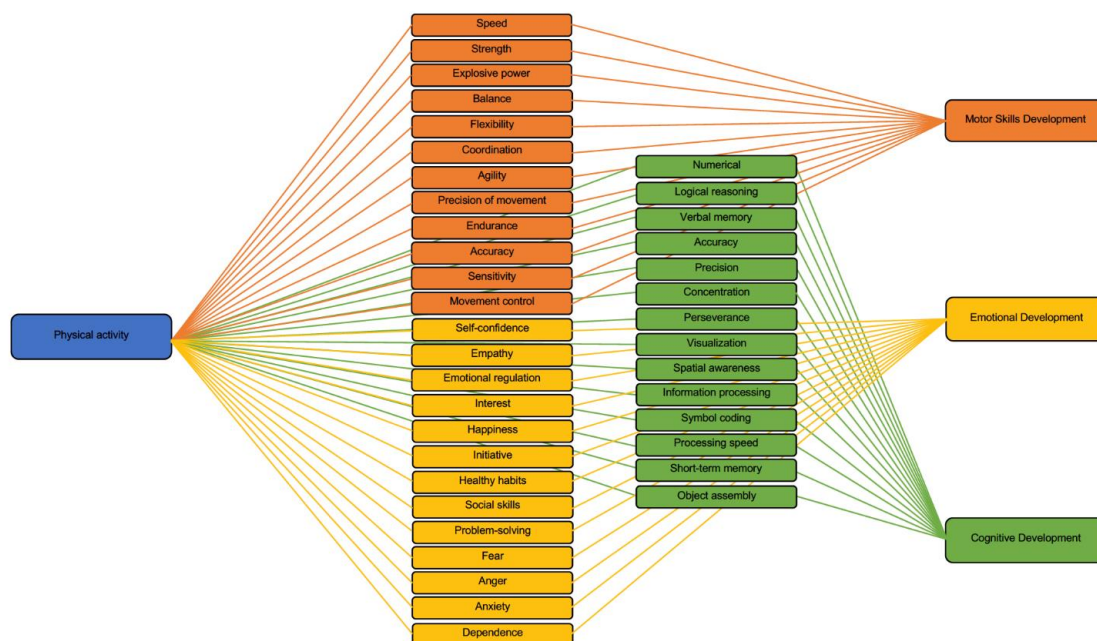 Physical activity
Speed
Strength
Explosive power
Balance
Flexibility
Coordination
Agility
Precision of movement
Endurance
Accuracy
Sensitivity
Movement control
Self-confidence
Empathy
Emotional regulation
Interest
Happiness
Initiative
Healthy habits
Social skills
Problem-solving
Fear
Anger
Anxiety
Dependence
Numerical
Logical reasoning
Verbal memory
Accuracy
Precision
Concentration
Perseverance
Visualization
Spatial awareness
Information processing
Symbol coding
Processing speed
Short-term memory
Object assembly
Motor Skills Development
Emotional Development
Cognitive Development